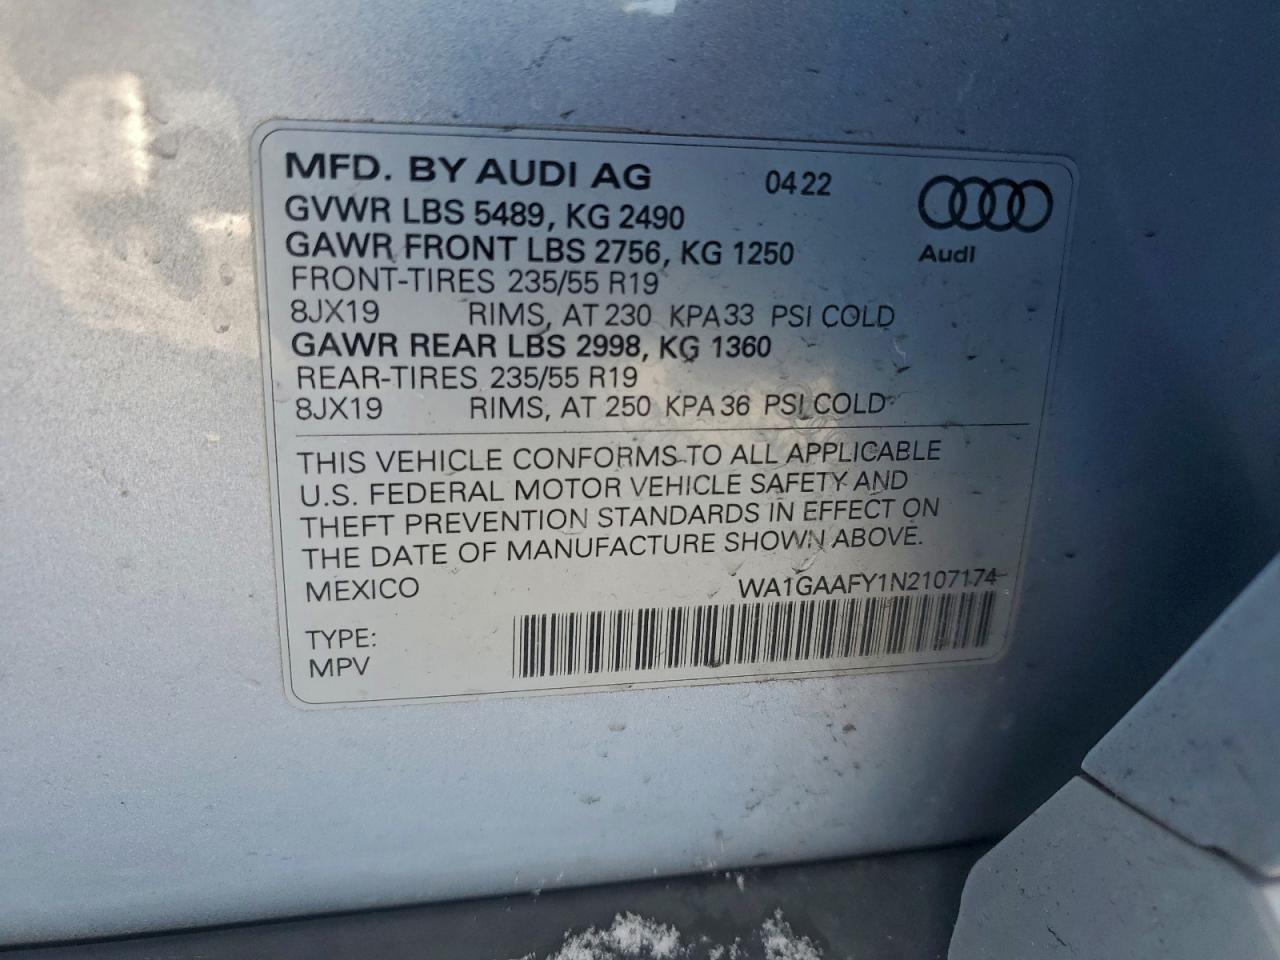 MFD. BY AUDI AG 0422
GVWR LBS 5489, KG 2490
GAWR FRONT LBS 2756, KG 1250 Audi
FRONT-TIRES 235/55 R19
8JX19 RIMS, AT 230 KPA 33 PSI COLD
GAWR REAR LBS 2998, KG 1360
REAR-TIRES 235/55 R19
8JX19 RIMS, AT 250 KPA 36 PSI COLD
THIS VEHICLE CONFORMS TO ALL APPLICABLE
U.S. FEDERAL MOTOR VEHICLE SAFETY AND
THEFT PREVENTION STANDARDS IN EFFECT ON
THE DATE OF MANUFACTURE SHOWN ABOVE.
MEXICO WA1GAAFY1N2107174
TYPE:
MPV